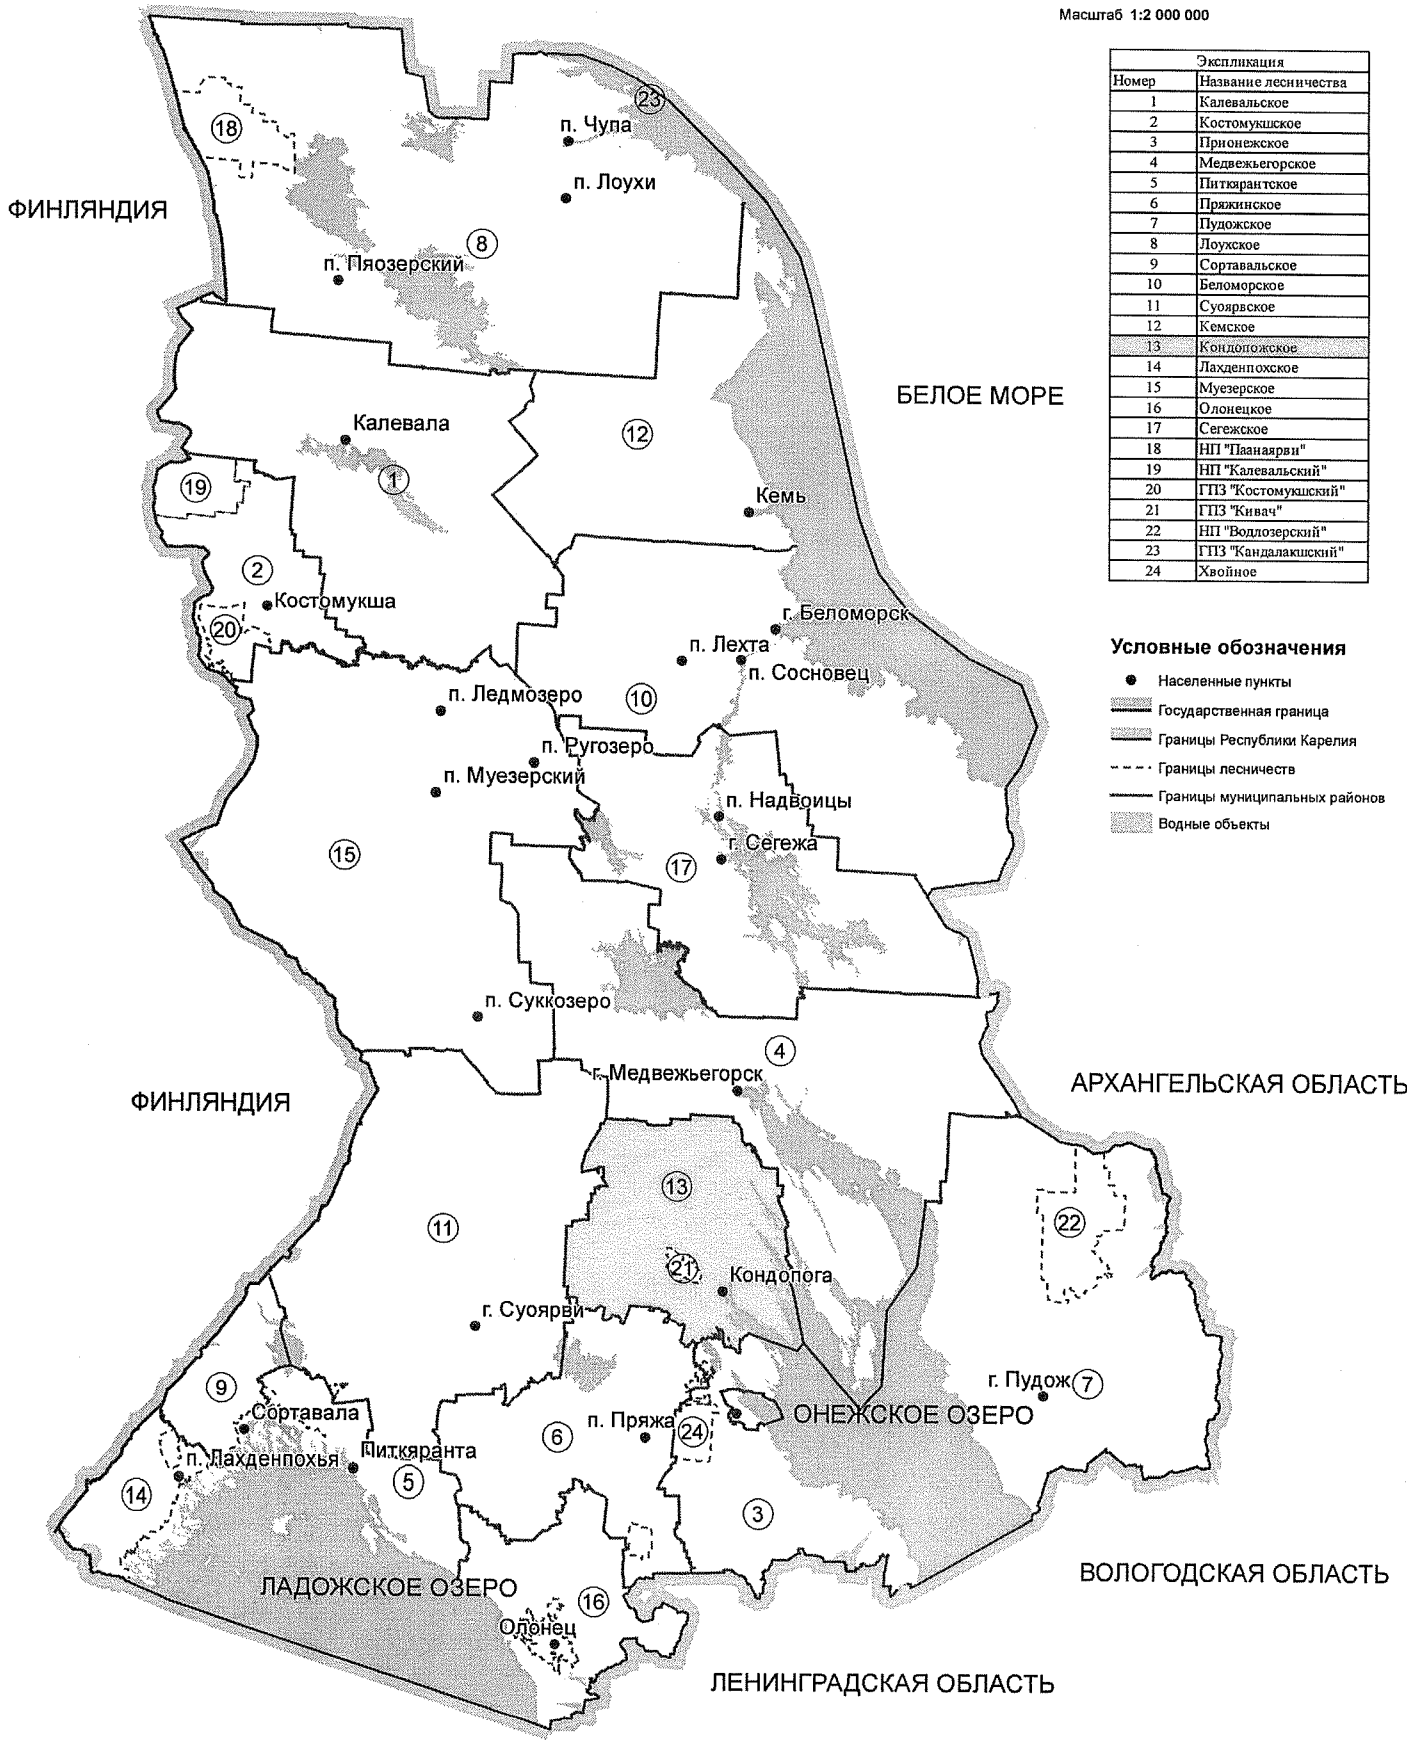 Масштаб 1:2 000 000
Экспликация
Номер Название лесничества
1 Калевальское
2 Костомукшское
3 Прионежское
4 Медвежьегорское
5 Питкярантское
6 Пряжинское
7 Пудожское
8 Лоухское
9 Сортавальское
10 Беломорское
11 Суоярвское
12 Кемское
13 Кондопожское
14 Лахденпохское
15 Муезерское
16 Олонецкое
17 Сегежское
18 НП "Паанаярви"
19 НП "Калевальский"
20 ГПЗ "Костомукшский"
21 ГПЗ "Кивач"
22 НП "Водлозерский"
23 ГПЗ "Кандалакшский"
24 Хвойное
Условные обозначения
Населенные пункты
Государственная граница
Границы Республики Карелия
Границы лесничеств
Границы муниципальных районов
Водные объекты
23
п. Чупа
18
п. Лоухи
ФИНЛЯНДИЯ
8
п. Пяозерский
БЕЛОЕ МОРЕ
Калевала
12
1
19
Кемь
2
Костомукша
г. Беломорск
20
п. Лехта
п. Сосновец
п. Ледмозеро
10
п. Ругозеро
п. Муезерский
п. Надвоицы
г. Сегежа
15
17
п. Суккозеро
4
г. Медвежьегорск
АРХАНГЕЛЬСКАЯ ОБЛАСТЬ
ФИНЛЯНДИЯ
13
22
11
21
Кондопога
г. Суоярви
9
г. Пудож
7
Сортавала
ОНЕЖСКОЕ ОЗЕРО
п. Пряжа
24
6
п. Лахденпохья
Питкяранта
5
14
3
ВОЛОГОДСКАЯ ОБЛАСТЬ
ЛАДОЖСКОЕ ОЗЕРО
16
Олонец
ЛЕНИНГРАДСКАЯ ОБЛАСТЬ